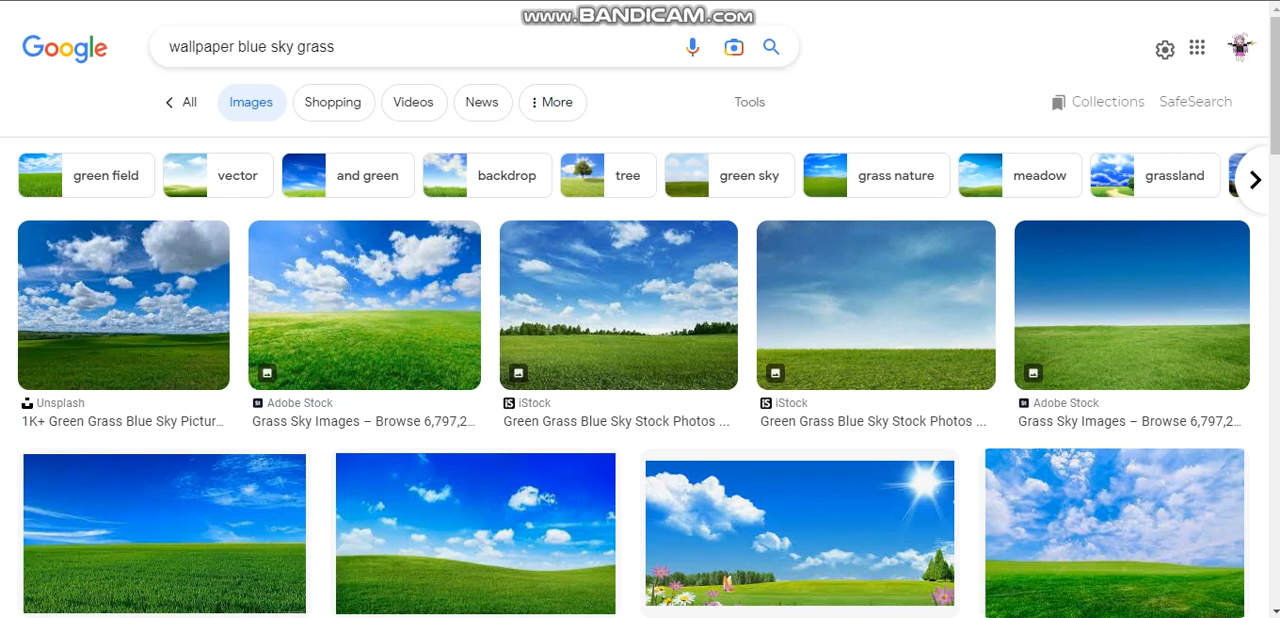 www.BANDICAM.com
Google
wallpaper blue sky grass
All
Images
Shopping
Videos
News
More
Tools
Collections
SafeSearch
green field
vector
and green
backdrop
tree
green sky
grass nature
meadow
grassland
Unsplash
1K+ Green Grass Blue Sky Pictur...
Adobe Stock
Grass Sky Images – Browse 6,797,2...
iStock
Green Grass Blue Sky Stock Photos ...
iStock
Green Grass Blue Sky Stock Photos ...
Adobe Stock
Grass Sky Images – Browse 6,797,2...